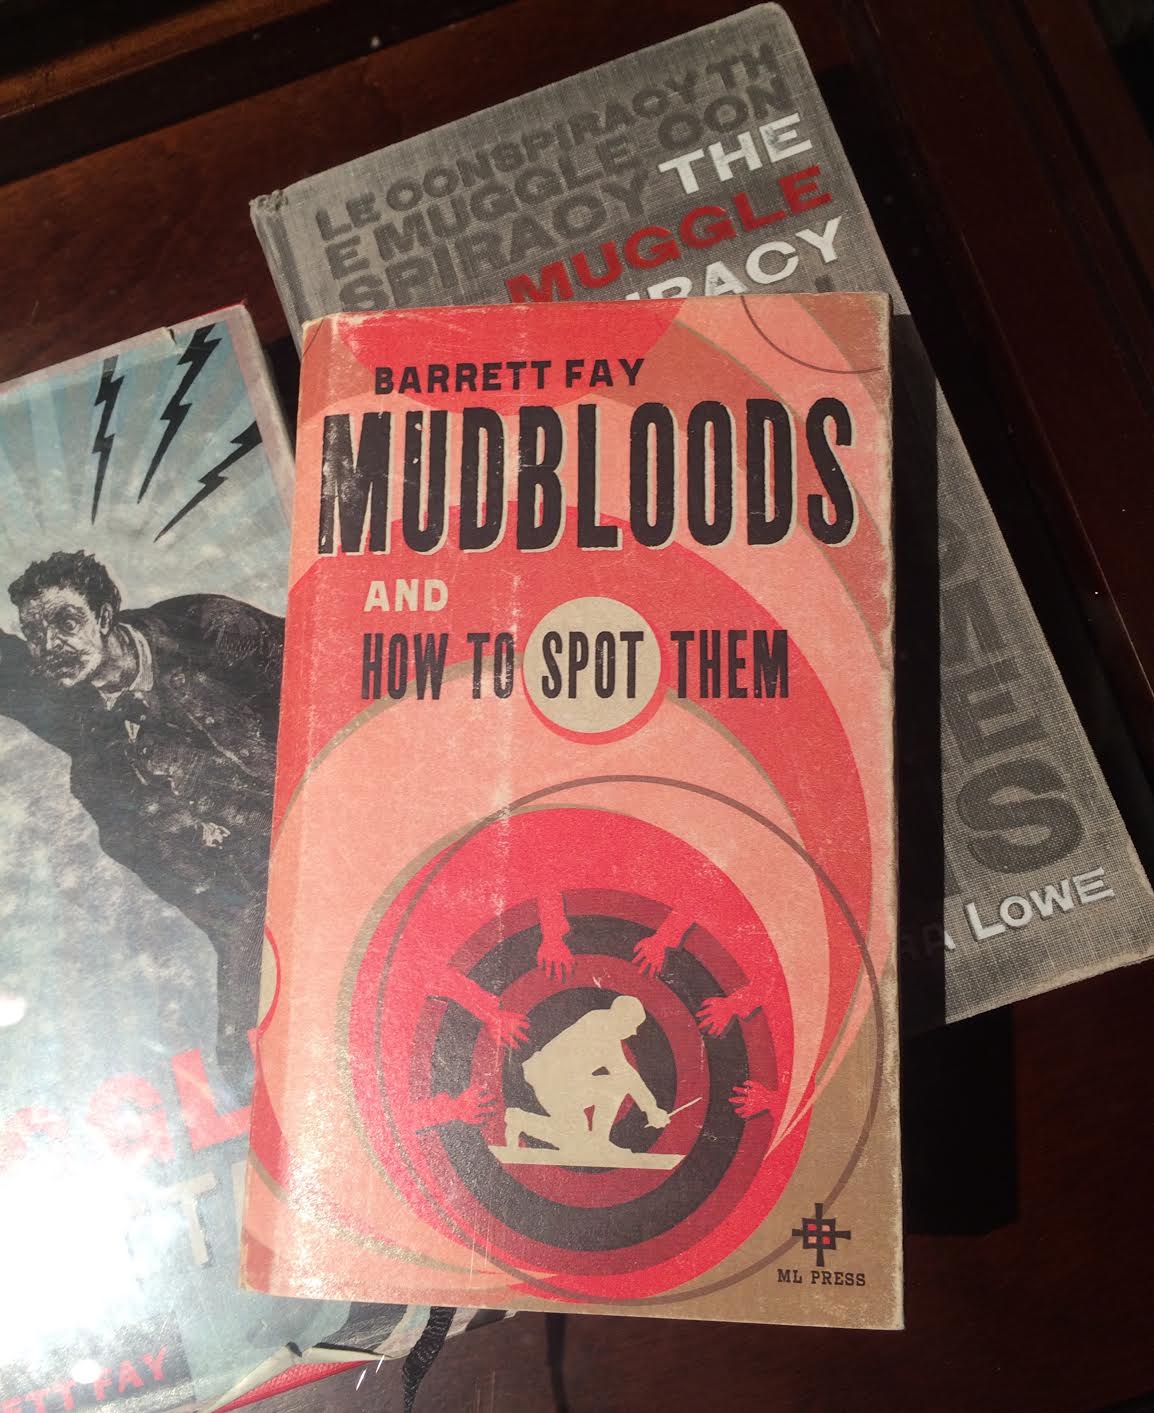 LE CONSPIRACY TH
E MUGGLE CON
SPIRACY THE
MUGGLE
LOWE
BARRETT FAY
MUDBLOODS
AND
HOW TO SPOT THEM
ML PRESS
FAY